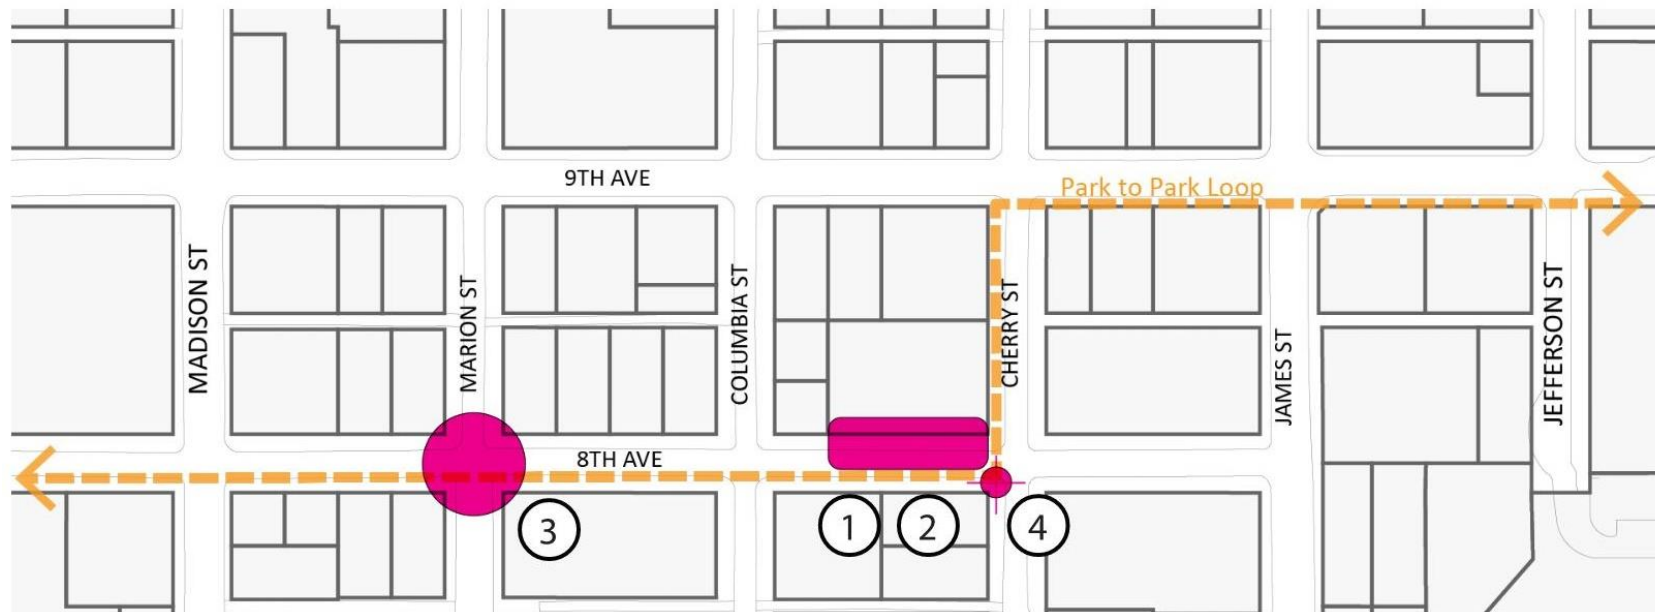 9TH AVE
Park to Park Loop
MADISON ST
MARION ST
COLUMBIA ST
CHERRY ST
JAMES ST
JEFFERSON ST
8TH AVE
3
1
2
4